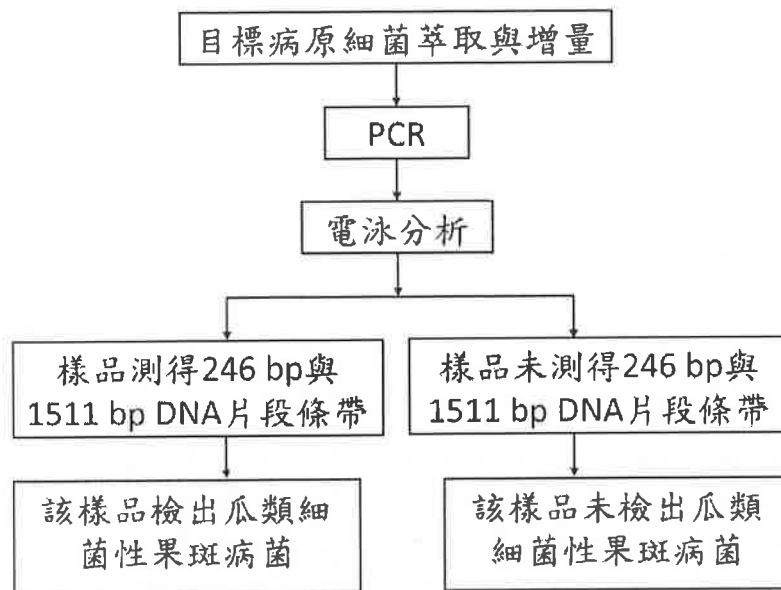 目標病原細菌萃取與增量
PCR
電泳分析
樣品測得246 bp與
1511 bp DNA片段條帶
樣品未測得246 bp與
1511 bp DNA片段條帶
該樣品檢出瓜類細
菌性果斑病菌
該樣品未檢出瓜類
細菌性果斑病菌